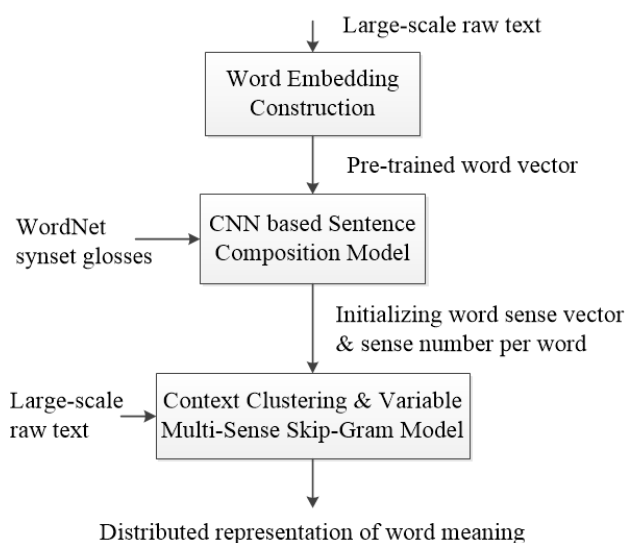 Large-scale raw text
Word Embedding
Construction
Pre-trained word vector
WordNet
synset glosses
CNN based Sentence
Composition Model
Initializing word sense vector
& sense number per word
Large-scale
raw text
Context Clustering & Variable
Multi-Sense Skip-Gram Model
Distributed representation of word meaning